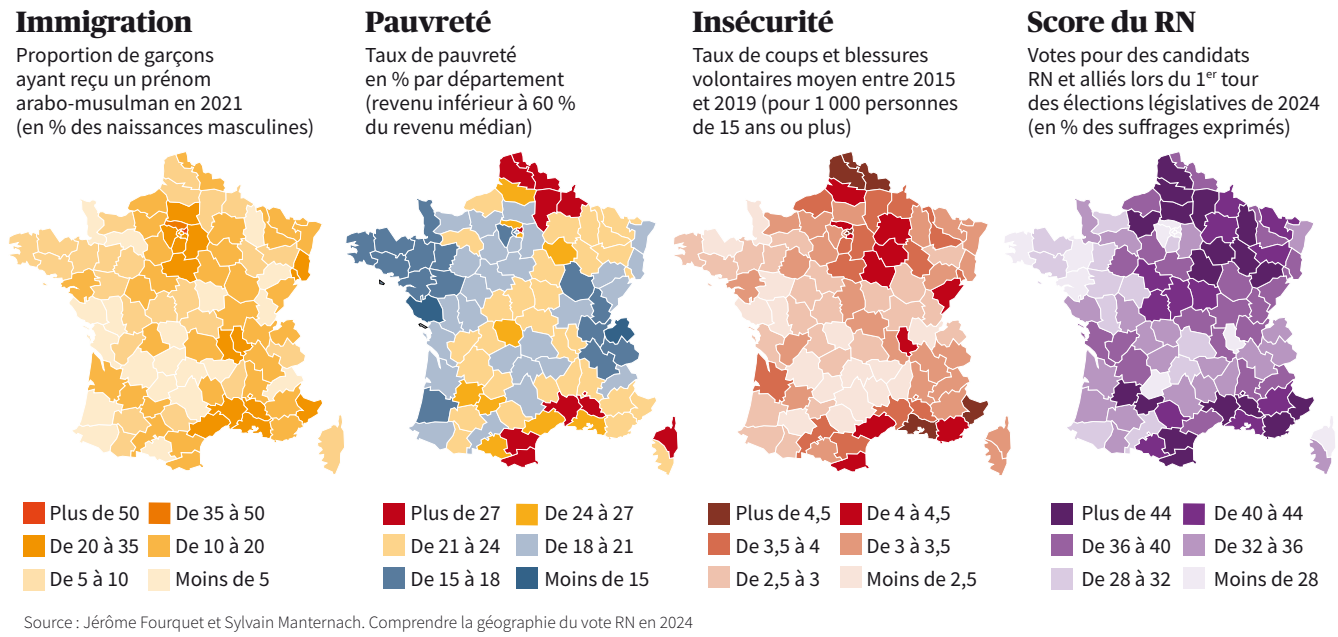 Immigration
Proportion de garçons
ayant reçu un prénom
arabo-musulman en 2021
(en % des naissances masculines)
Plus de 50
De 35 à 50
De 20 à 35
De 10 à 20
De 5 à 10
Moins de 5
Pauvreté
Taux de pauvreté
en % par département
(revenu inférieur à 60 %
du revenu médian)
Plus de 27
De 24 à 27
De 21 à 24
De 18 à 21
De 15 à 18
Moins de 15
Insécurité
Taux de coups et blessures
volontaires moyen entre 2015
et 2019 (pour 1 000 personnes
de 15 ans ou plus)
Plus de 4,5
De 4 à 4,5
De 3,5 à 4
De 3 à 3,5
De 2,5 à 3
Moins de 2,5
Score du RN
Votes pour des candidats
RN et alliés lors du 1er tour
des élections législatives de 2024
(en % des suffrages exprimés)
Plus de 44
De 40 à 44
De 36 à 40
De 32 à 36
De 28 à 32
Moins de 28
Source : Jérôme Fourquet et Sylvain Manternach. Comprendre la géographie du vote RN en 2024